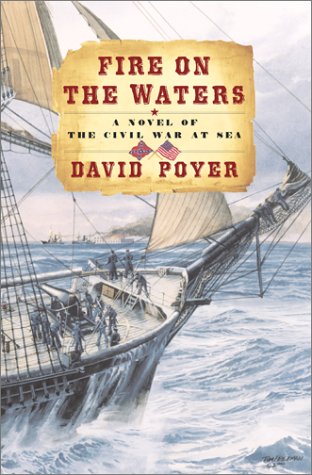 FIRE ON
THE WATERS
A NOVEL OF
THE CIVIL WAR AT SEA
DAVID POYER